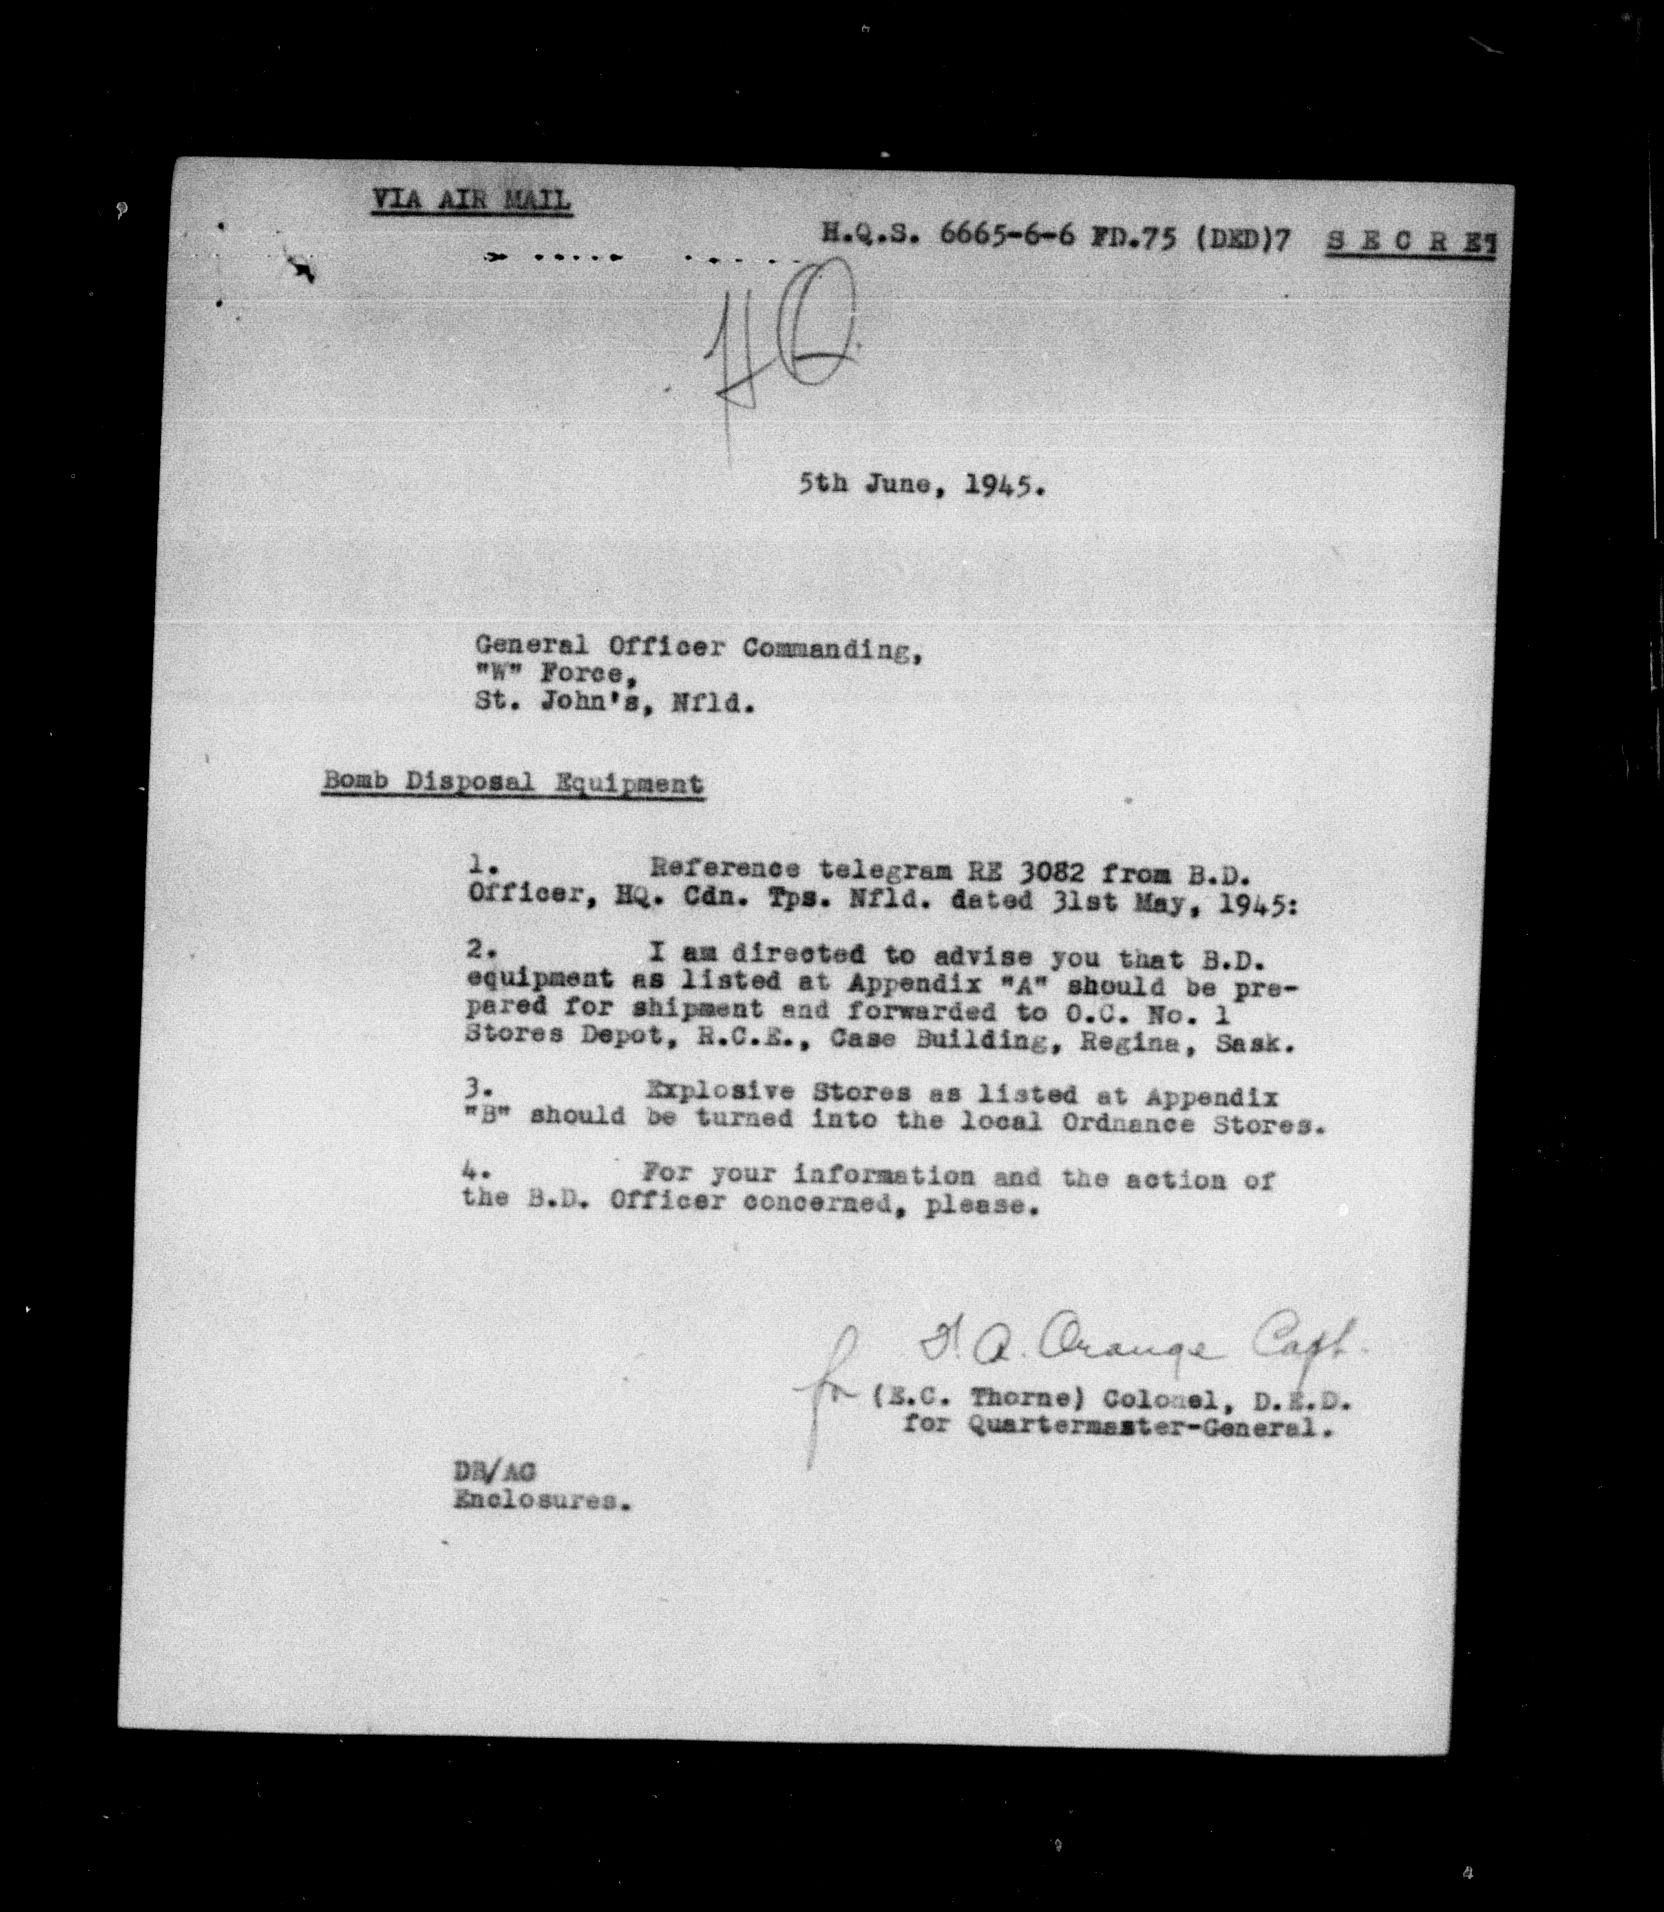 VIA AIR MAIL
H.Q.S. 6665-6-6 FD.75 (DED)7 S E C R E T
HQ
5th June, 1945.
General Officer Commanding,
"W" Force,
St. John's, Nfld.
Bomb Disposal Equipment
1. Reference telegram RE 3082 from B.D.
Officer, HQ. Cdn. Tps. Nfld. dated 31st May, 1945:
2. I am directed to advise you that B.D.
equipment as listed at Appendix "A" should be pre-
pared for shipment and forwarded to O.C. No. 1
Stores Depot, R.C.E., Case Building, Regina, Sask.
3. Explosive Stores as listed at Appendix
"B" should be turned into the local Ordnance Stores.
4. For your information and the action of
the B.D. Officer concerned, please.
A. Orange Capt.
for (E.C. Thorne) Colonel, D.E.D.
for Quartermaster-General.
DB/AG
Enclosures.